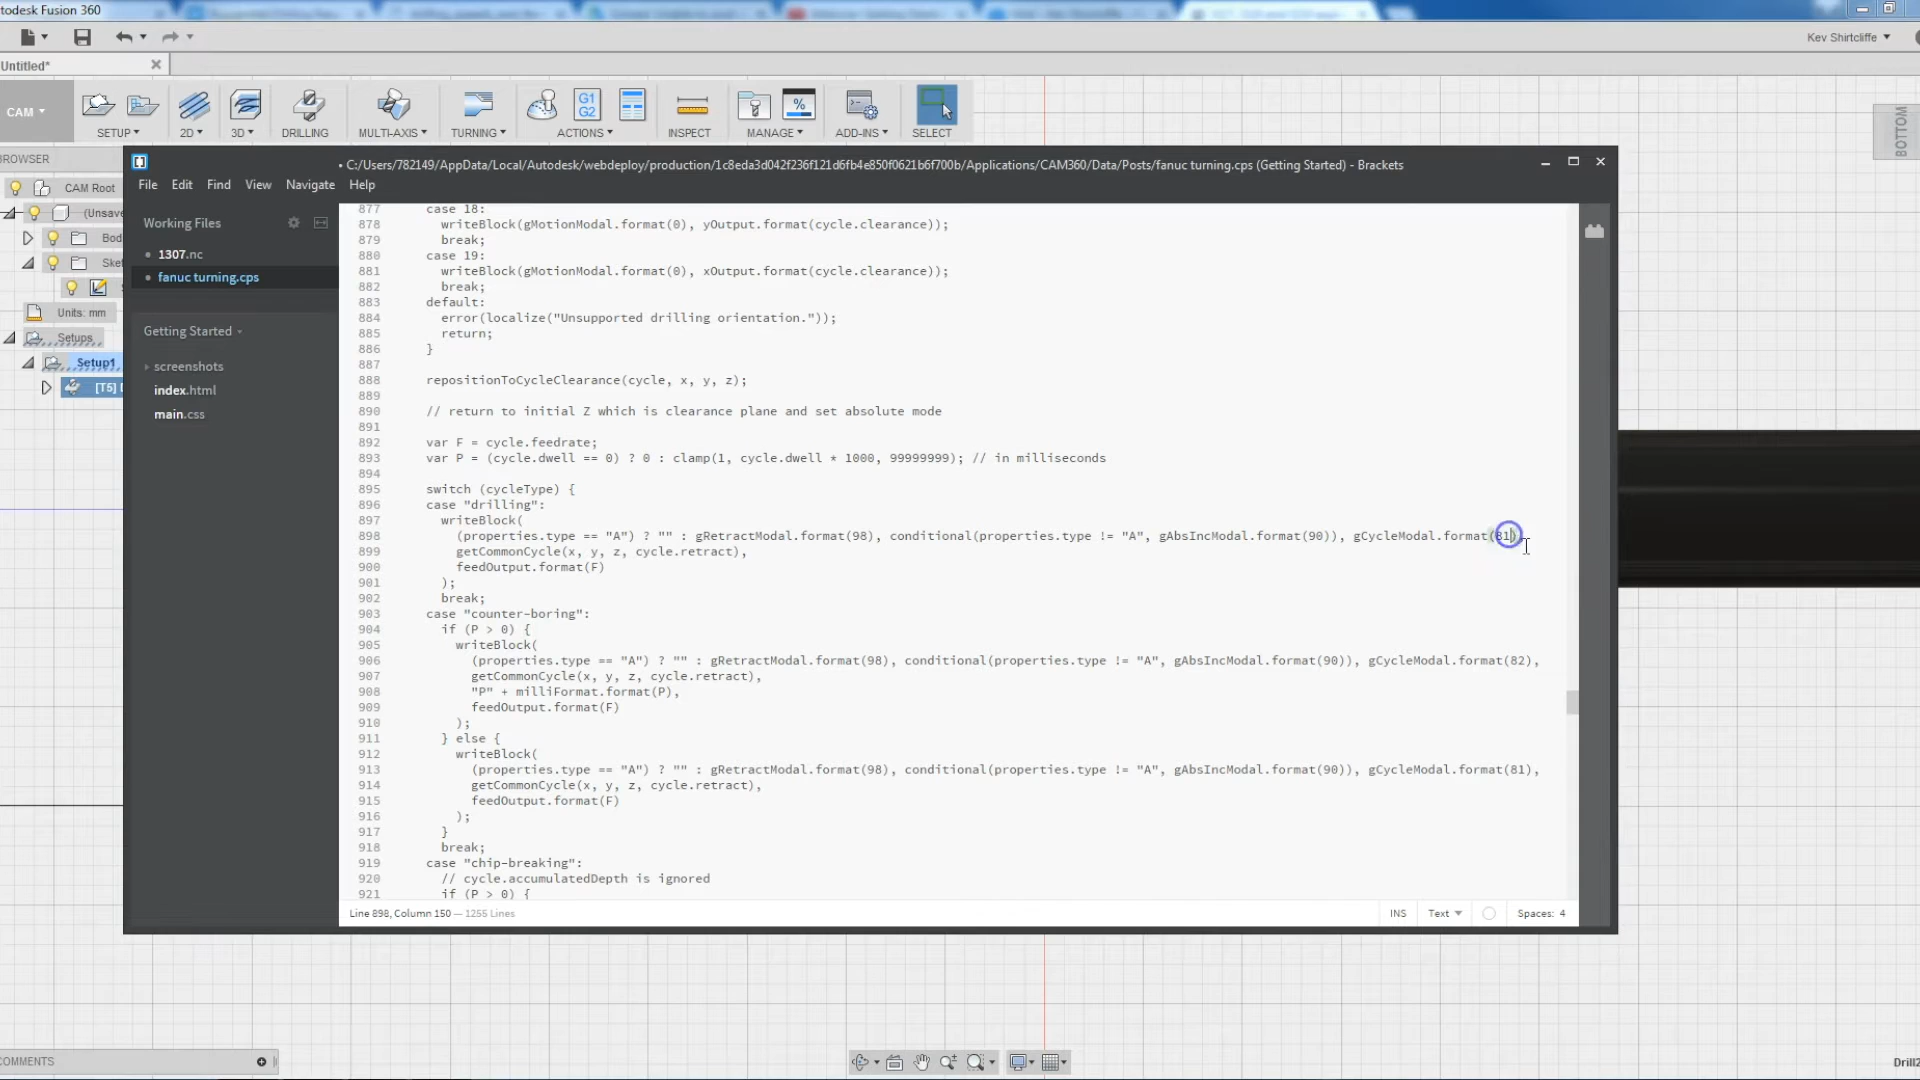 todesk Fusion 360
Kev Shirtcliffe
Untitled*
CAM
SETUP
2D
3D
DRILLING
MULTI-AXIS
TURNING
G1
G2
ACTIONS
INSPECT
%
MANAGE
ADD-INS
SELECT
BOTTOM
BROWSER
CAM Root
(Unsave
Bod
Ske
Units: mm
Setups
Setup1
[T5] D
• C:/Users/782149/AppData/Local/Autodesk/webdeploy/production/1c8eda3d042f236f121d6fb4e850f0621b6f700b/Applications/CAM360/Data/Posts/fanuc turning.cps (Getting Started) - Brackets
File Edit Find View Navigate Help
Working Files
• 1307.nc
• fanuc turning.cps
Getting Started
screenshots
index.html
main.css
877 case 18:
878 writeBlock(gMotionModal.format(0), yOutput.format(cycle.clearance));
879 break;
880 case 19:
881 writeBlock(gMotionModal.format(0), xOutput.format(cycle.clearance));
882 break;
883 default:
884 error(localize("Unsupported drilling orientation."));
885 return;
886 }
887
888 repositionToCycleClearance(cycle, x, y, z);
889
890 // return to initial Z which is clearance plane and set absolute mode
891
892 var F = cycle.feedrate;
893 var P = (cycle.dwell == 0) ? 0 : clamp(1, cycle.dwell * 1000, 99999999); // in milliseconds
894
895 switch (cycleType) {
896 case "drilling":
897 writeBlock(
898 (properties.type == "A") ? "" : gRetractModal.format(98), conditional(properties.type != "A", gAbsIncModal.format(90)), gCycleModal.format(81),
899 getCommonCycle(x, y, z, cycle.retract),
900 feedOutput.format(F)
901 );
902 break;
903 case "counter-boring":
904 if (P > 0) {
905 writeBlock(
906 (properties.type == "A") ? "" : gRetractModal.format(98), conditional(properties.type != "A", gAbsIncModal.format(90)), gCycleModal.format(82),
907 getCommonCycle(x, y, z, cycle.retract),
908 "P" + milliFormat.format(P),
909 feedOutput.format(F)
910 );
911 } else {
912 writeBlock(
913 (properties.type == "A") ? "" : gRetractModal.format(98), conditional(properties.type != "A", gAbsIncModal.format(90)), gCycleModal.format(81),
914 getCommonCycle(x, y, z, cycle.retract),
915 feedOutput.format(F)
916 );
917 }
918 break;
919 case "chip-breaking":
920 // cycle.accumulatedDepth is ignored
921 if (P > 0) {
Line 898, Column 150 — 1255 Lines
INS
Text
Spaces: 4
COMMENTS
Drill2